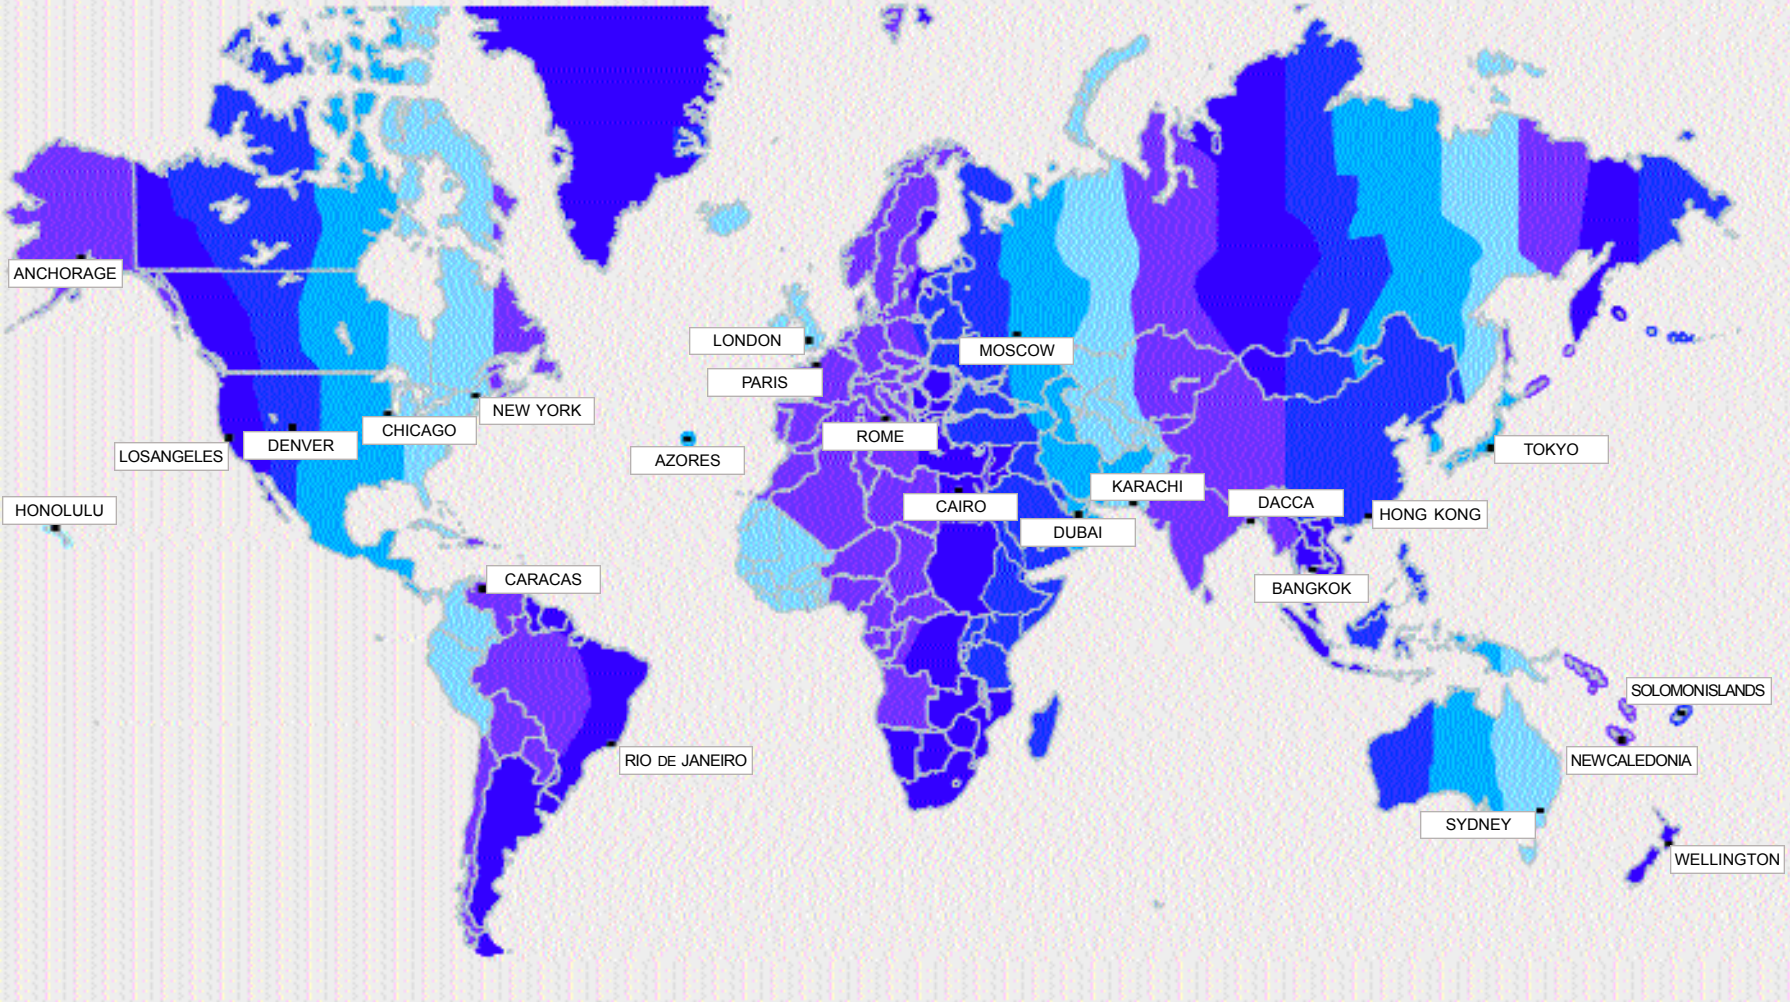 ANCHORAGE
LONDON
MOSCOW
PARIS
NEW YORK
CHICAGO
ROME
DENVER
TOKYO
LOSANGELES
AZORES
KARACHI
DACCA
HONOLULU
CAIRO
HONG KONG
DUBAI
CARACAS
BANGKOK
SOLOMONISLANDS
RIO DE JANEIRO
NEWCALEDONIA
SYDNEY
WELLINGTON